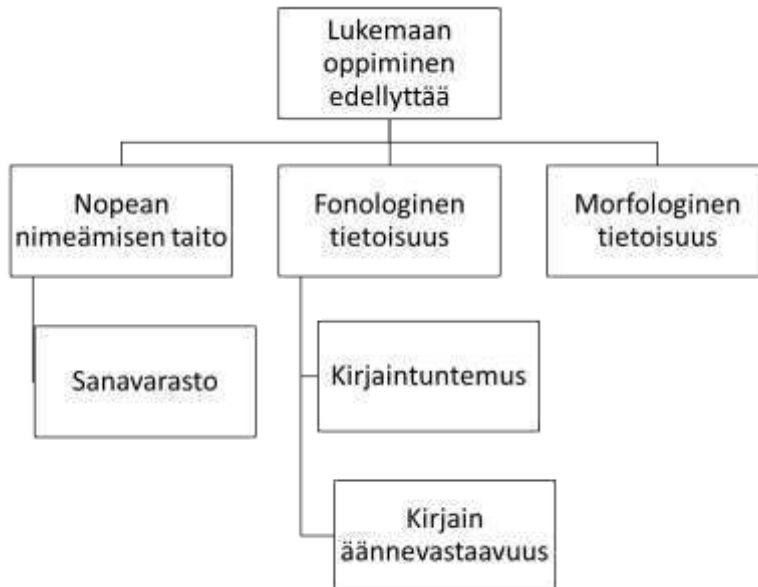 Lukemaan
oppiminen
edellyttää
Nopean
nimeämisen taito
Fonologinen
tietoisuus
Morfologinen
tietoisuus
Sanavarasto
Kirjaintuntemus
Kirjain
äännevastaavuus